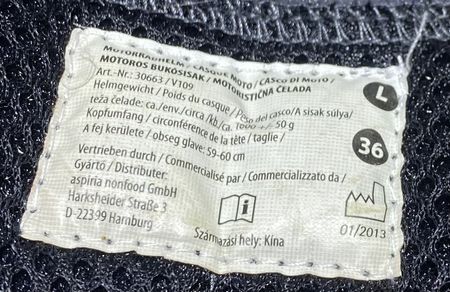 MOTORRADHELM / CASQUE MOTO / CASCO DI MOTO /
MOTOROS BUKÓSISAK / MOTORISTIČNA ČELADA
Art.-Nr.: 30663 / V109
Helmgewicht / Poids du casque / Peso del casco / A sisak súlya/
teža čelade: ca./env./circa /kb./ca. 1600 +/- 50 g
Kopfumfang / circonférence de la tête / taglie /
A fej kerülete / obseg glave: 59-60 cm
Vertrieben durch / Commercialisé par / Commercializzato da /
Gyártó / Distributer:
aspiria nonfood GmbH
Harksheider Straße 3
D-22399 Hamburg
Származási hely: Kína
L
36
01/2013